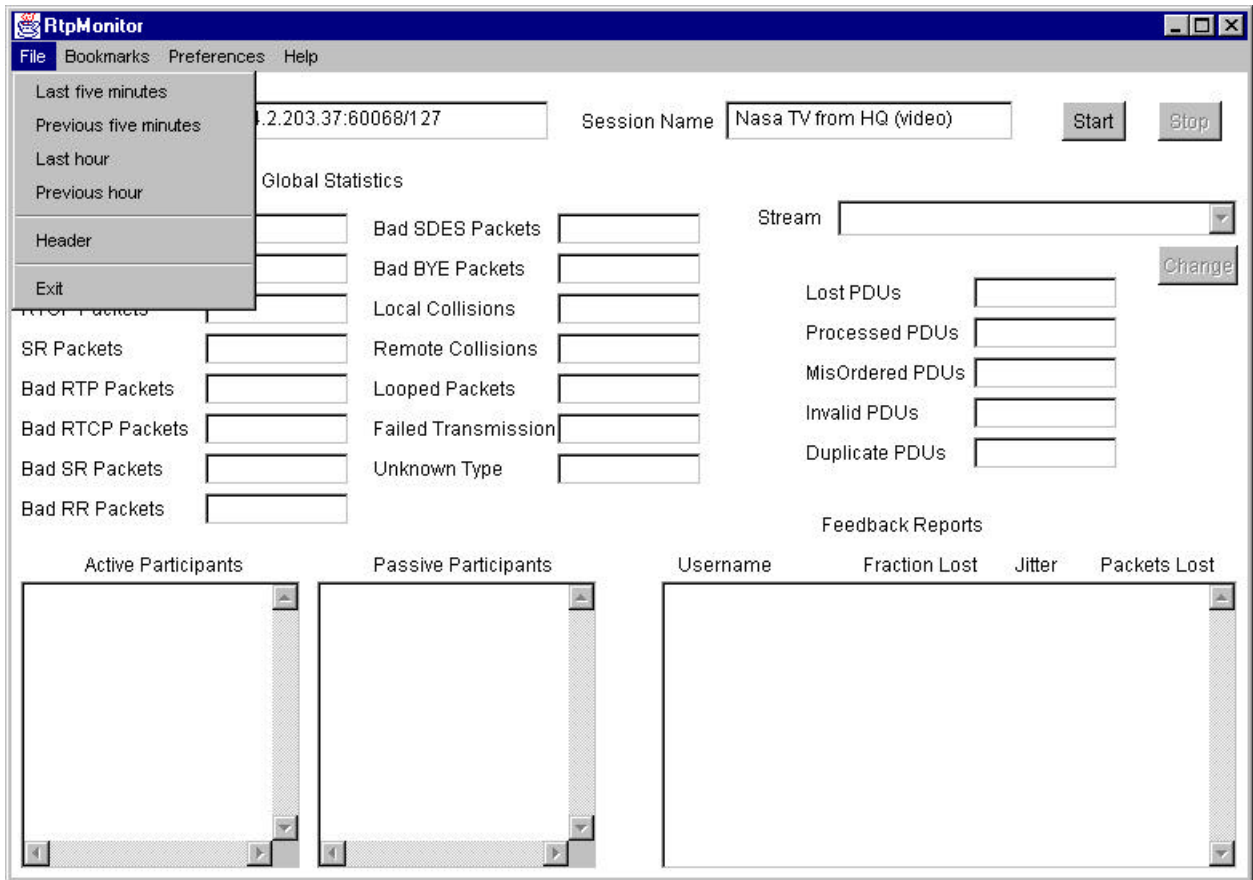 RtpMonitor
File Bookmarks Preferences Help
Last five minutes
Previous five minutes
Last hour
Previous hour
Header
Exit
.2.203.37:60068/127
Session Name Nasa TV from HQ (video)
Start Stop
Global Statistics
Bad SDES Packets
Bad BYE Packets
Local Collisions
SR Packets Remote Collisions
Bad RTP Packets Looped Packets
Bad RTCP Packets Failed Transmission
Bad SR Packets Unknown Type
Bad RR Packets
Stream
Change
Lost PDUs
Processed PDUs
MisOrdered PDUs
Invalid PDUs
Duplicate PDUs
Feedback Reports
Active Participants Passive Participants
Username Fraction Lost Jitter Packets Lost